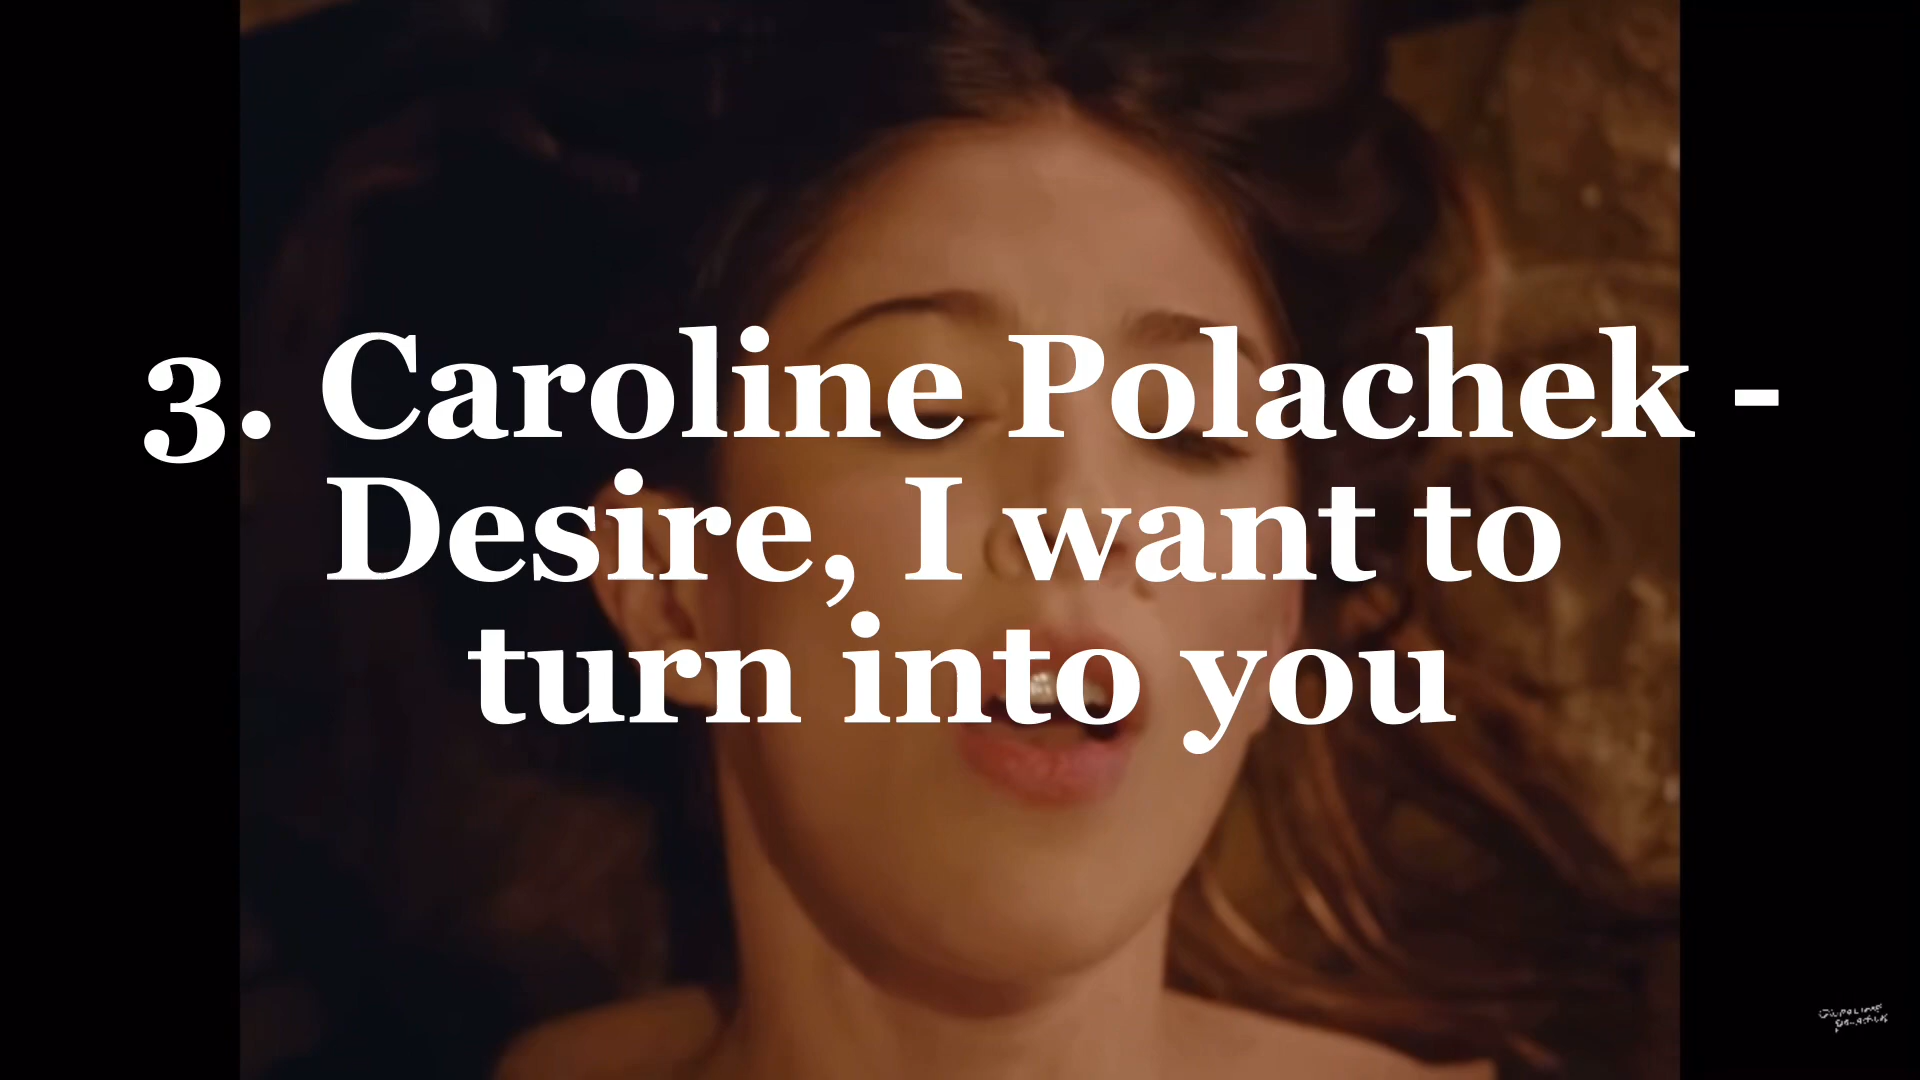 3. Caroline Polachek -
Desire, I want to
turn into you